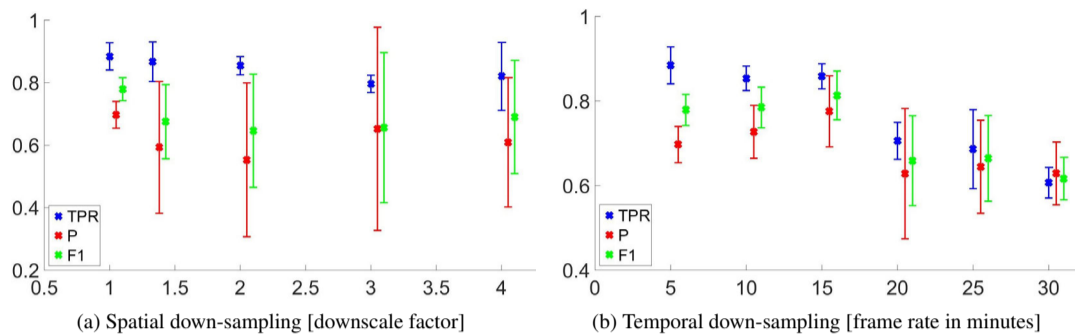 1
0.8
0.6
0.4
0.2
TPR
P
F1
0.5 1 1.5 2 2.5 3 3.5 4
(a) Spatial down-sampling [downscale factor]
1
0.8
0.6
0.4
TPR
P
F1
0 5 10 15 20 25 30
(b) Temporal down-sampling [frame rate in minutes]